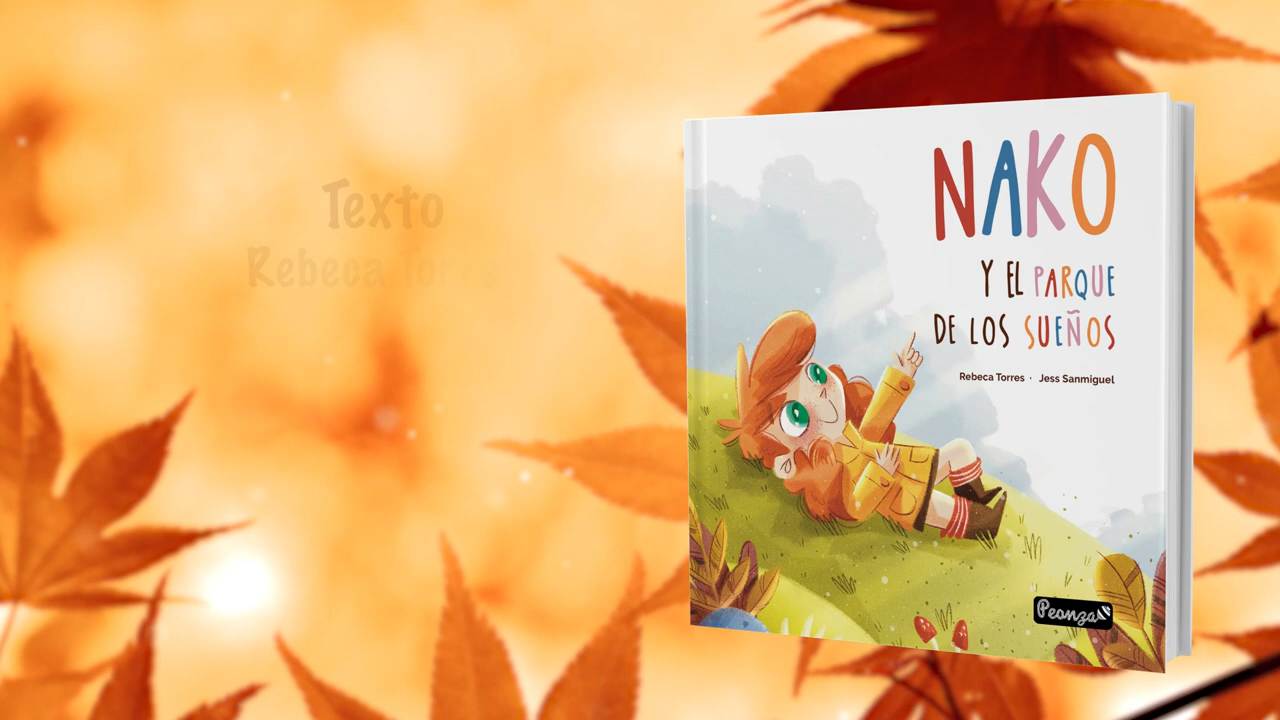 Texto
Rebeca Torres
NAKO
Y EL PARQUE
DE LOS SUEÑOS
Rebeca Torres · Jess Sanmiguel
Peonza